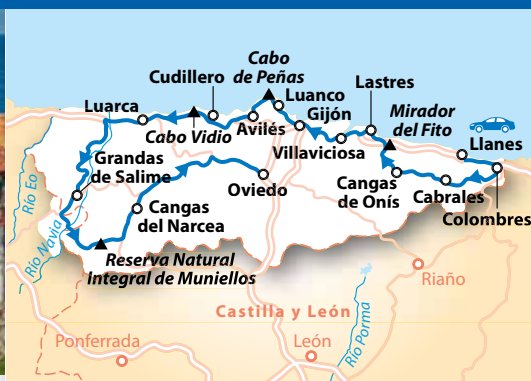 Cabo
de Peñas
Cudillero
Luanco
Lastres
Luarca
Gijón
Mirador
del Fito
Cabo Vidio
Avilés
Llanes
Villaviciosa
Grandas
de Salime
Oviedo
Cangas
de Onís
Cabrales
Colombres
Río Eo
Cangas
del Narcea
Río Navia
Reserva Natural
Integral de Muniellos
Riaño
Castilla y León
Ponferrada
León
Río Porma